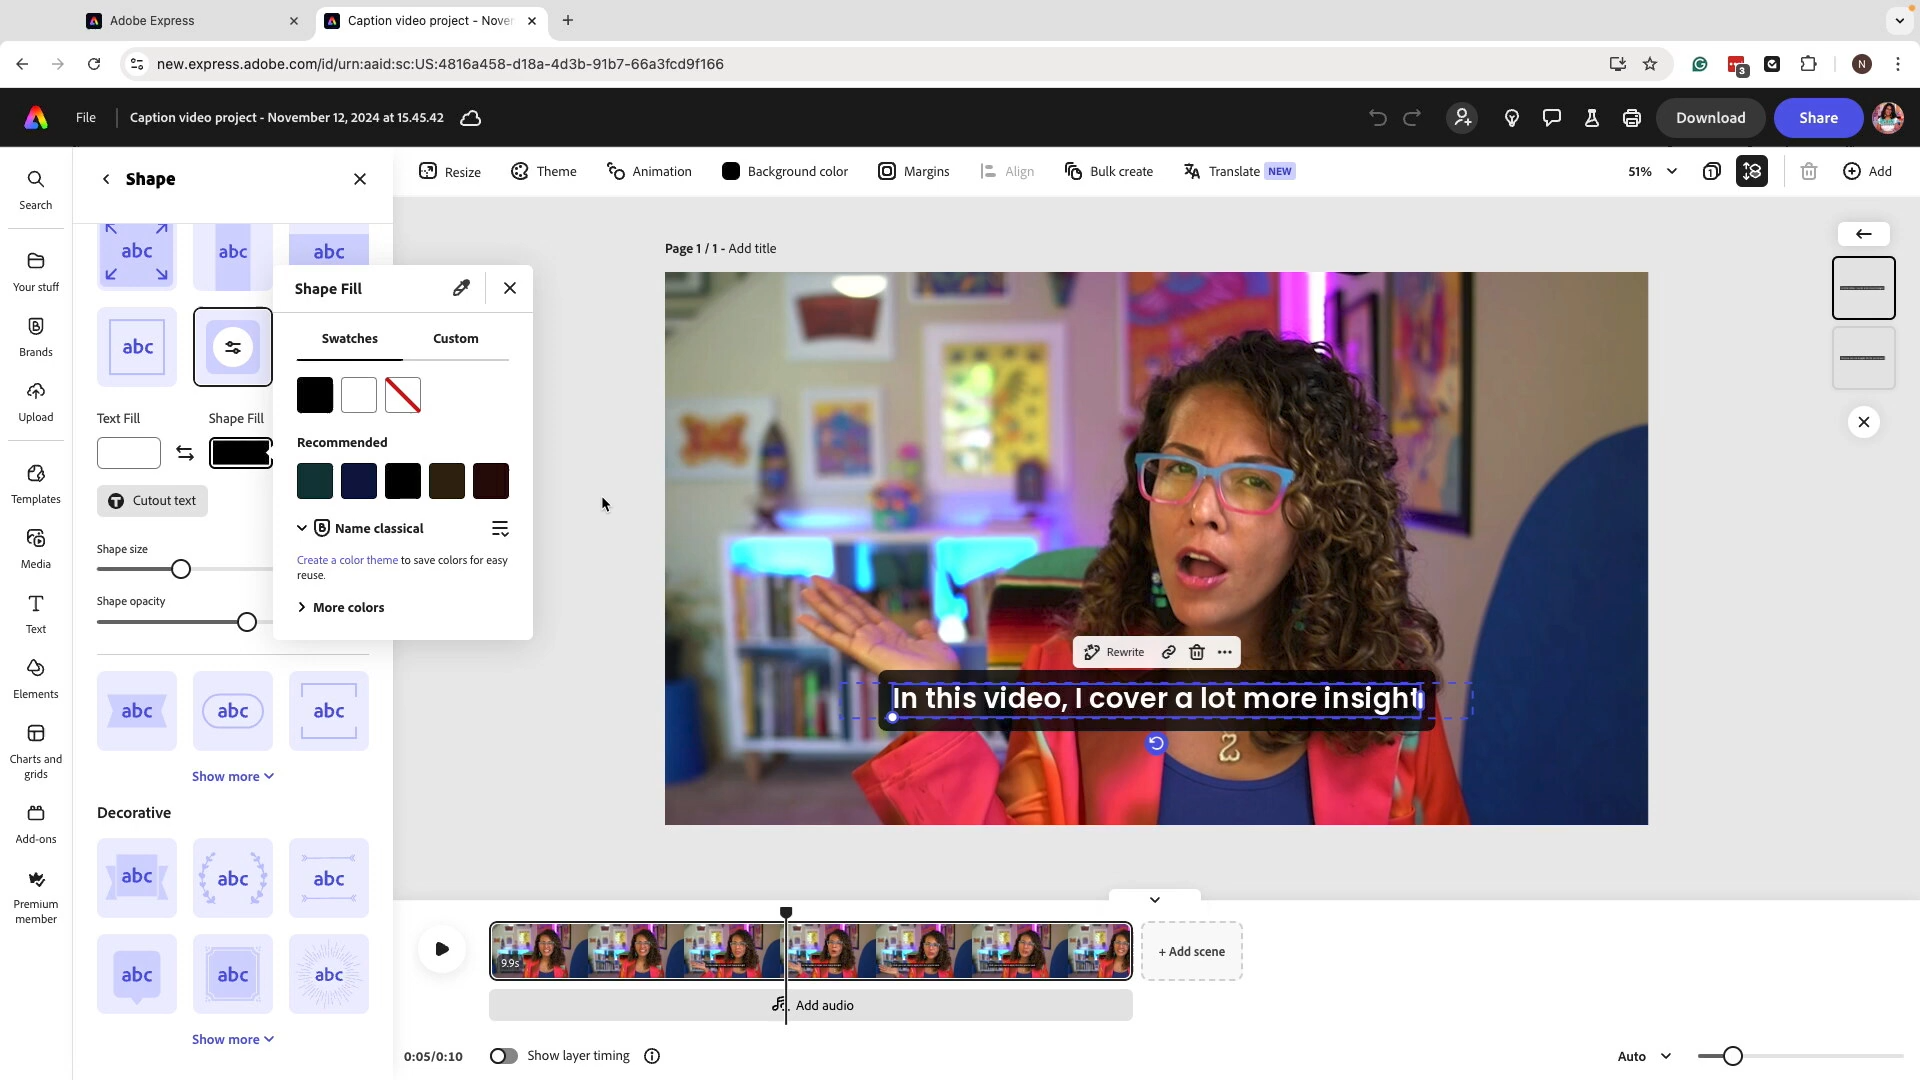 Adobe Express
Caption video project - Nover
new.express.adobe.com/id/urn:aaid:sc:US:4816a458-d18a-4d3b-91b7-66a3fcd9f166
3
N
File
Caption video project - November 12, 2024 at 15.45.42
Download
Share
Search
Your stuff
Brands
Upload
Templates
Media
Text
Elements
Charts and
grids
Add-ons
Premium
member
Shape
abc
abc
abc
abc
Text Fill
Shape Fill
Cutout text
Shape size
Shape opacity
abc
abc
abc
Show more
Decorative
abc
abc
abc
abc
abc
abc
Show more
Shape Fill
Swatches
Custom
Recommended
Name classical
Create a color theme to save colors for easy
reuse.
More colors
Resize
Theme
Animation
Background color
Margins
Align
Bulk create
Translate NEW
51%
1
Add
Page 1 / 1 - Add title
Rewrite
In this video, I cover a lot more insight
9.9s
+ Add scene
Add audio
0:05/0:10
Show layer timing
Auto